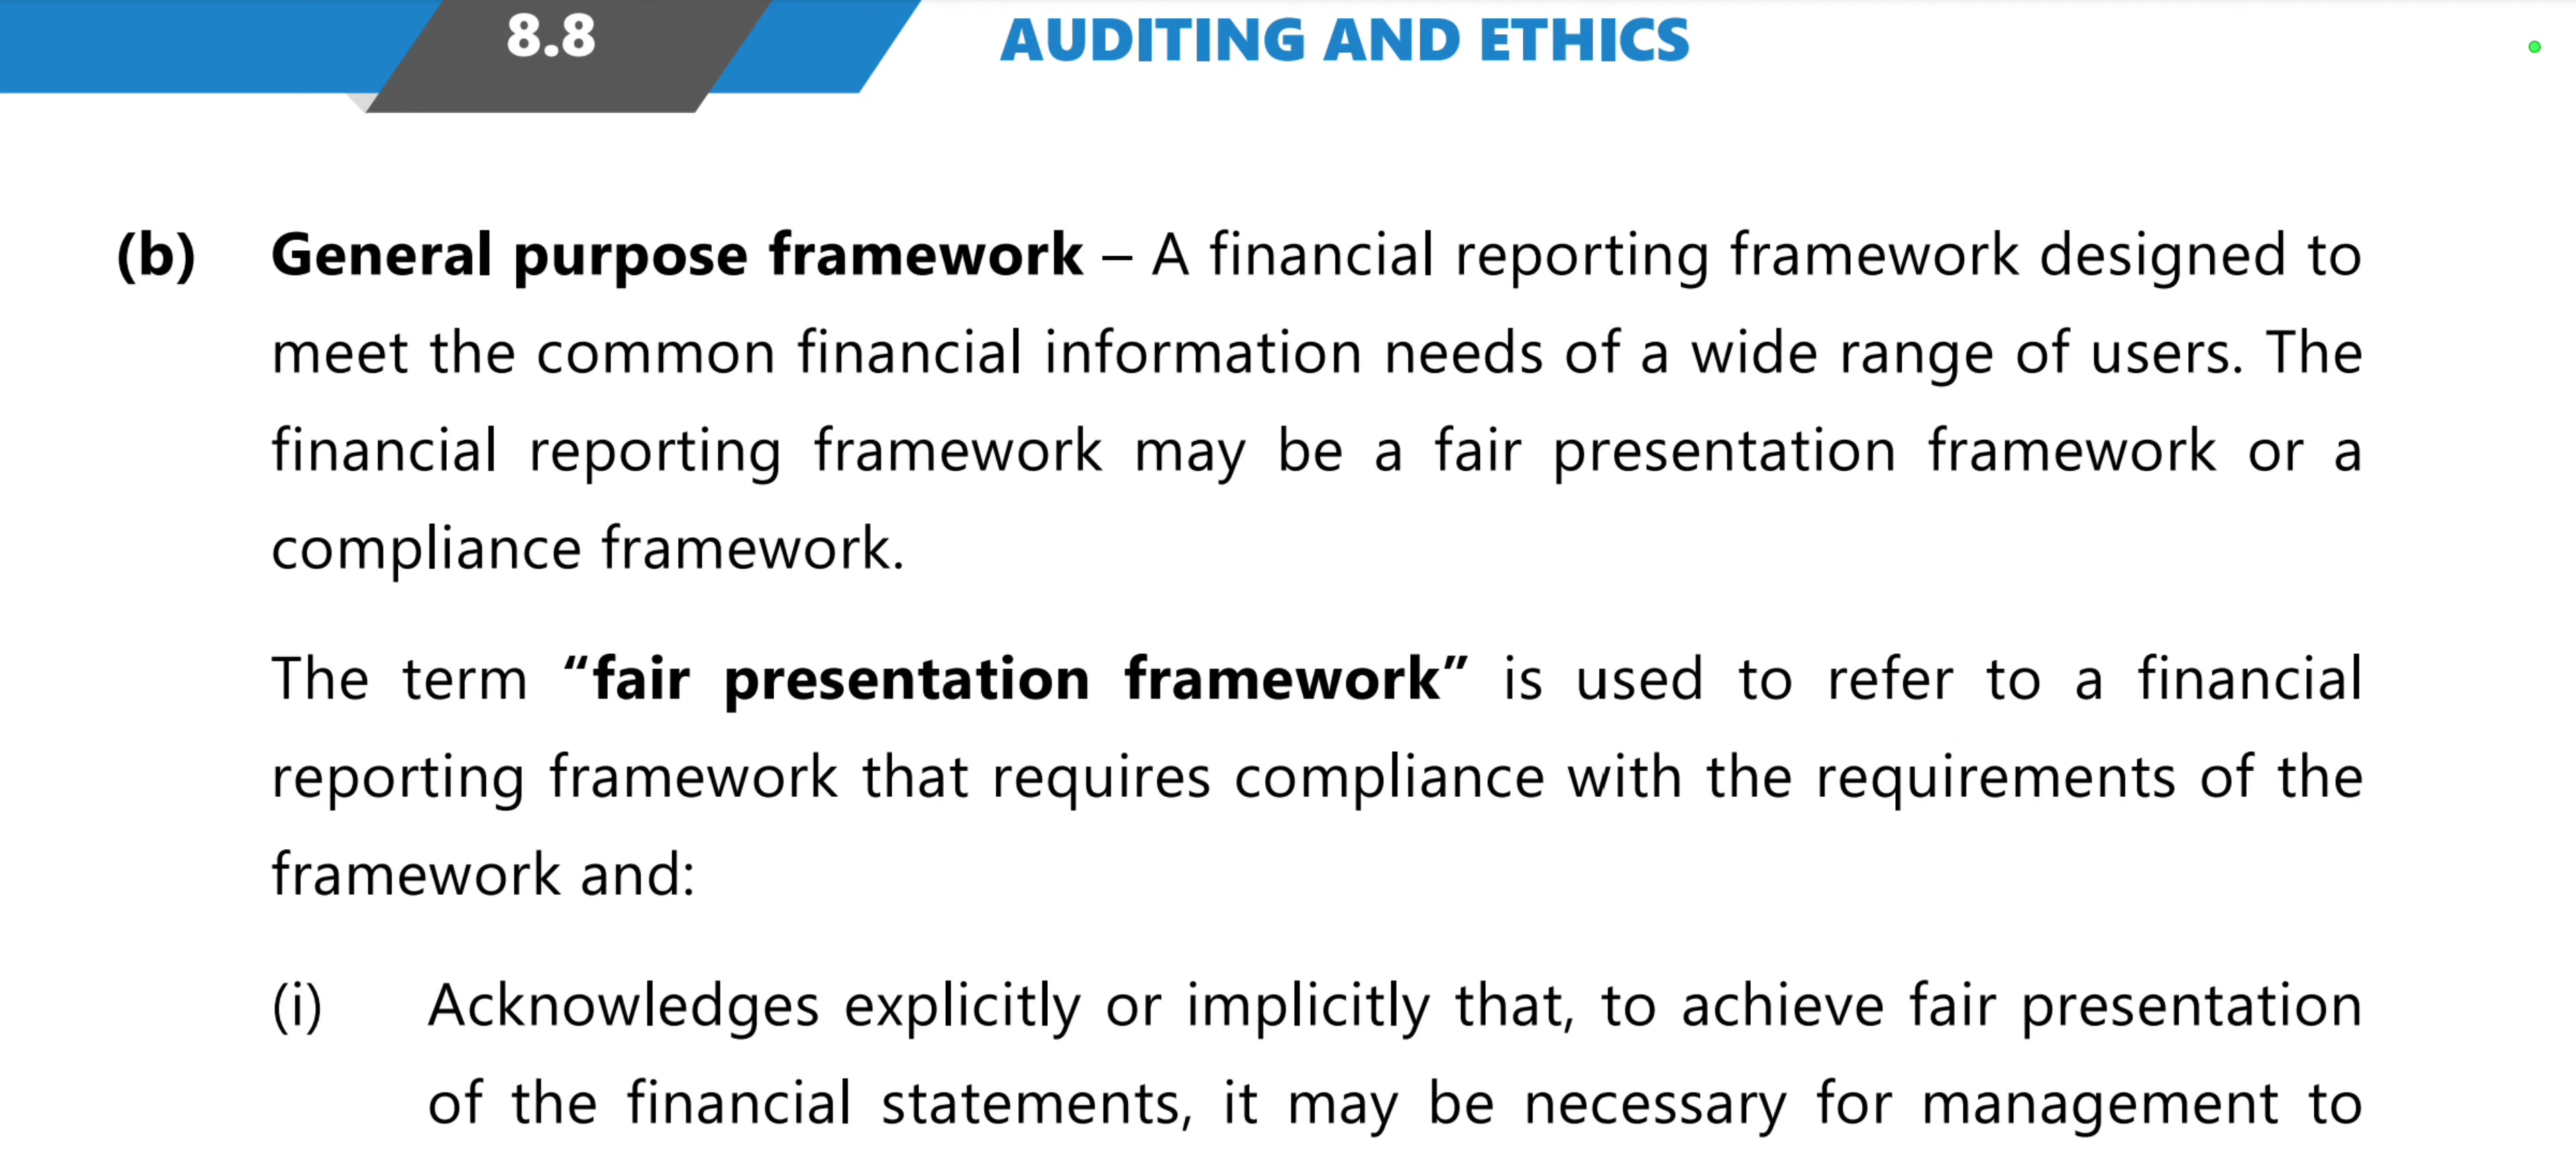 8.8 AUDITING AND ETHICS
(b) General purpose framework – A financial reporting framework designed to
meet the common financial information needs of a wide range of users. The
financial reporting framework may be a fair presentation framework or a
compliance framework.
The term “fair presentation framework” is used to refer to a financial
reporting framework that requires compliance with the requirements of the
framework and:
(i) Acknowledges explicitly or implicitly that, to achieve fair presentation
of the financial statements, it may be necessary for management to